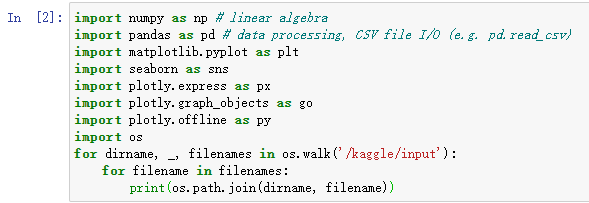 In [2]: import numpy as np # linear algebra
import pandas as pd # data processing, CSV file I/O (e.g. pd.read_csv)
import matplotlib.pyplot as plt
import seaborn as sns
import plotly.express as px
import plotly.graph_objects as go
import plotly.offline as py
import os
for dirname, _, filenames in os.walk('/kaggle/input'):
    for filename in filenames:
        print(os.path.join(dirname, filename))